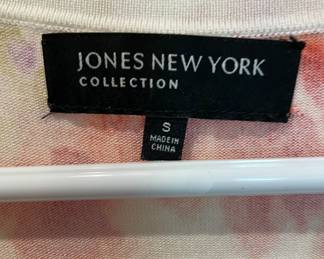 JONES NEW YORK
COLLECTION
S
MADE IN
CHINA